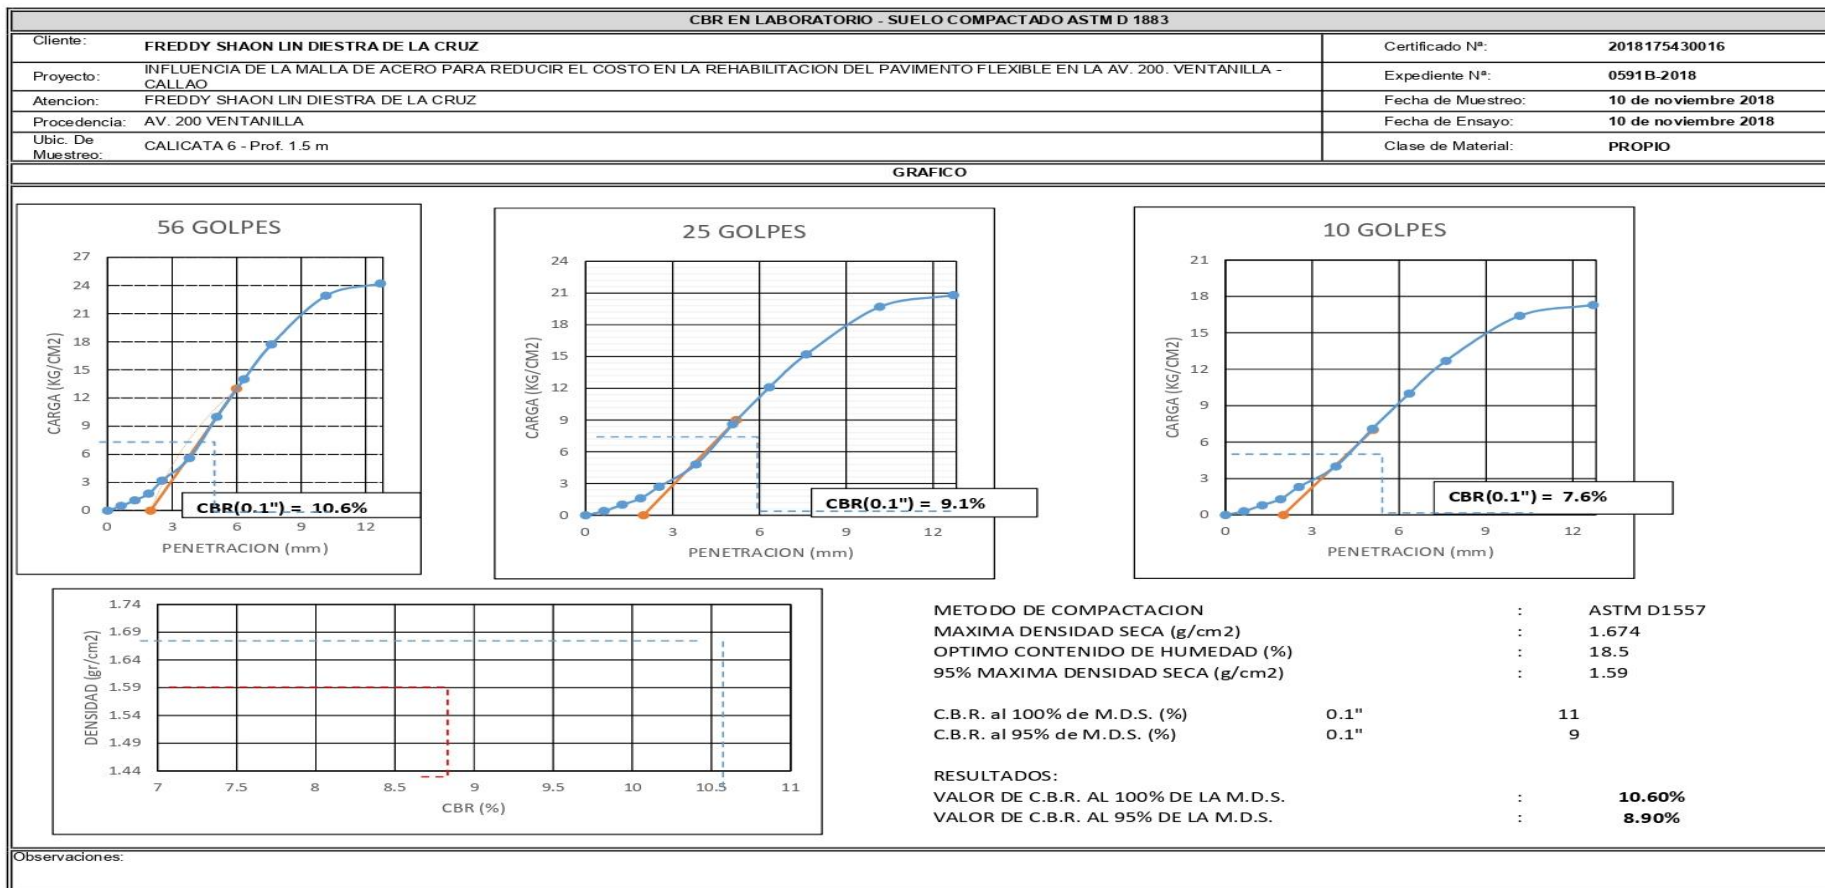 CBR EN LABORATORIO - SUELO COMPACTADO ASTM D 1883
Cliente: FREDDY SHAON LIN DIESTRA DE LA CRUZ Certificado Nª: 2018175430016
Proyecto: INFLUENCIA DE LA MALLA DE ACERO PARA REDUCIR EL COSTO EN LA REHABILITACION DEL PAVIMENTO FLEXIBLE EN LA AV. 200. VENTANILLA -
CALLAO
Expediente Nª: 0591B-2018
Atencion: FREDDY SHAON LIN DIESTRA DE LA CRUZ Fecha de Muestreo: 10 de noviembre 2018
Procedencia: AV. 200 VENTANILLA Fecha de Ensayo: 10 de noviembre 2018
Ubic. De
Muestreo:
CALICATA 6 - Prof. 1.5 m Clase de Material: PROPIO
GRAFICO
56 GOLPES
27
24
21
18
15
12
9
6
3
0
CARGA (KG/CM2)
CBR(0.1") = 10.6%
0 3 6 9 12
PENETRACION (mm)
25 GOLPES
24
21
18
15
12
9
6
3
0
CARGA (KG/CM2)
CBR(0.1") = 9.1%
0 3 6 9 12
PENETRACION (mm)
10 GOLPES
21
18
15
12
9
6
3
0
CARGA (KG/CM2)
CBR(0.1") = 7.6%
0 3 6 9 12
PENETRACION (mm)
1.74
1.69
1.64
1.59
1.54
1.49
1.44
DENSIDAD (gr/cm2)
7 7.5 8 8.5 9 9.5 10 10.5 11
CBR (%)
METODO DE COMPACTACION : ASTM D1557
MAXIMA DENSIDAD SECA (g/cm2) : 1.674
OPTIMO CONTENIDO DE HUMEDAD (%) : 18.5
95% MAXIMA DENSIDAD SECA (g/cm2) : 1.59
C.B.R. al 100% de M.D.S. (%) 0.1" 11
C.B.R. al 95% de M.D.S. (%) 0.1" 9
RESULTADOS:
VALOR DE C.B.R. AL 100% DE LA M.D.S. : 10.60%
VALOR DE C.B.R. AL 95% DE LA M.D.S. : 8.90%
Observaciones: